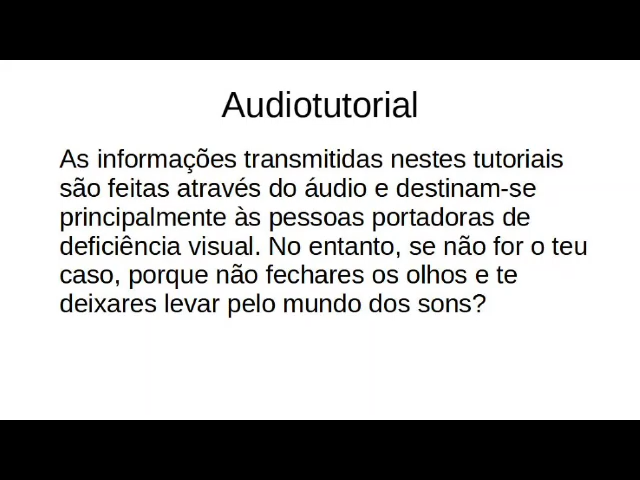 Audiotutorial
As informações transmitidas nestes tutoriais
são feitas através do áudio e destinam-se
principalmente às pessoas portadoras de
deficiência visual. No entanto, se não for o teu
caso, porque não fechares os olhos e te
deixares levar pelo mundo dos sons?